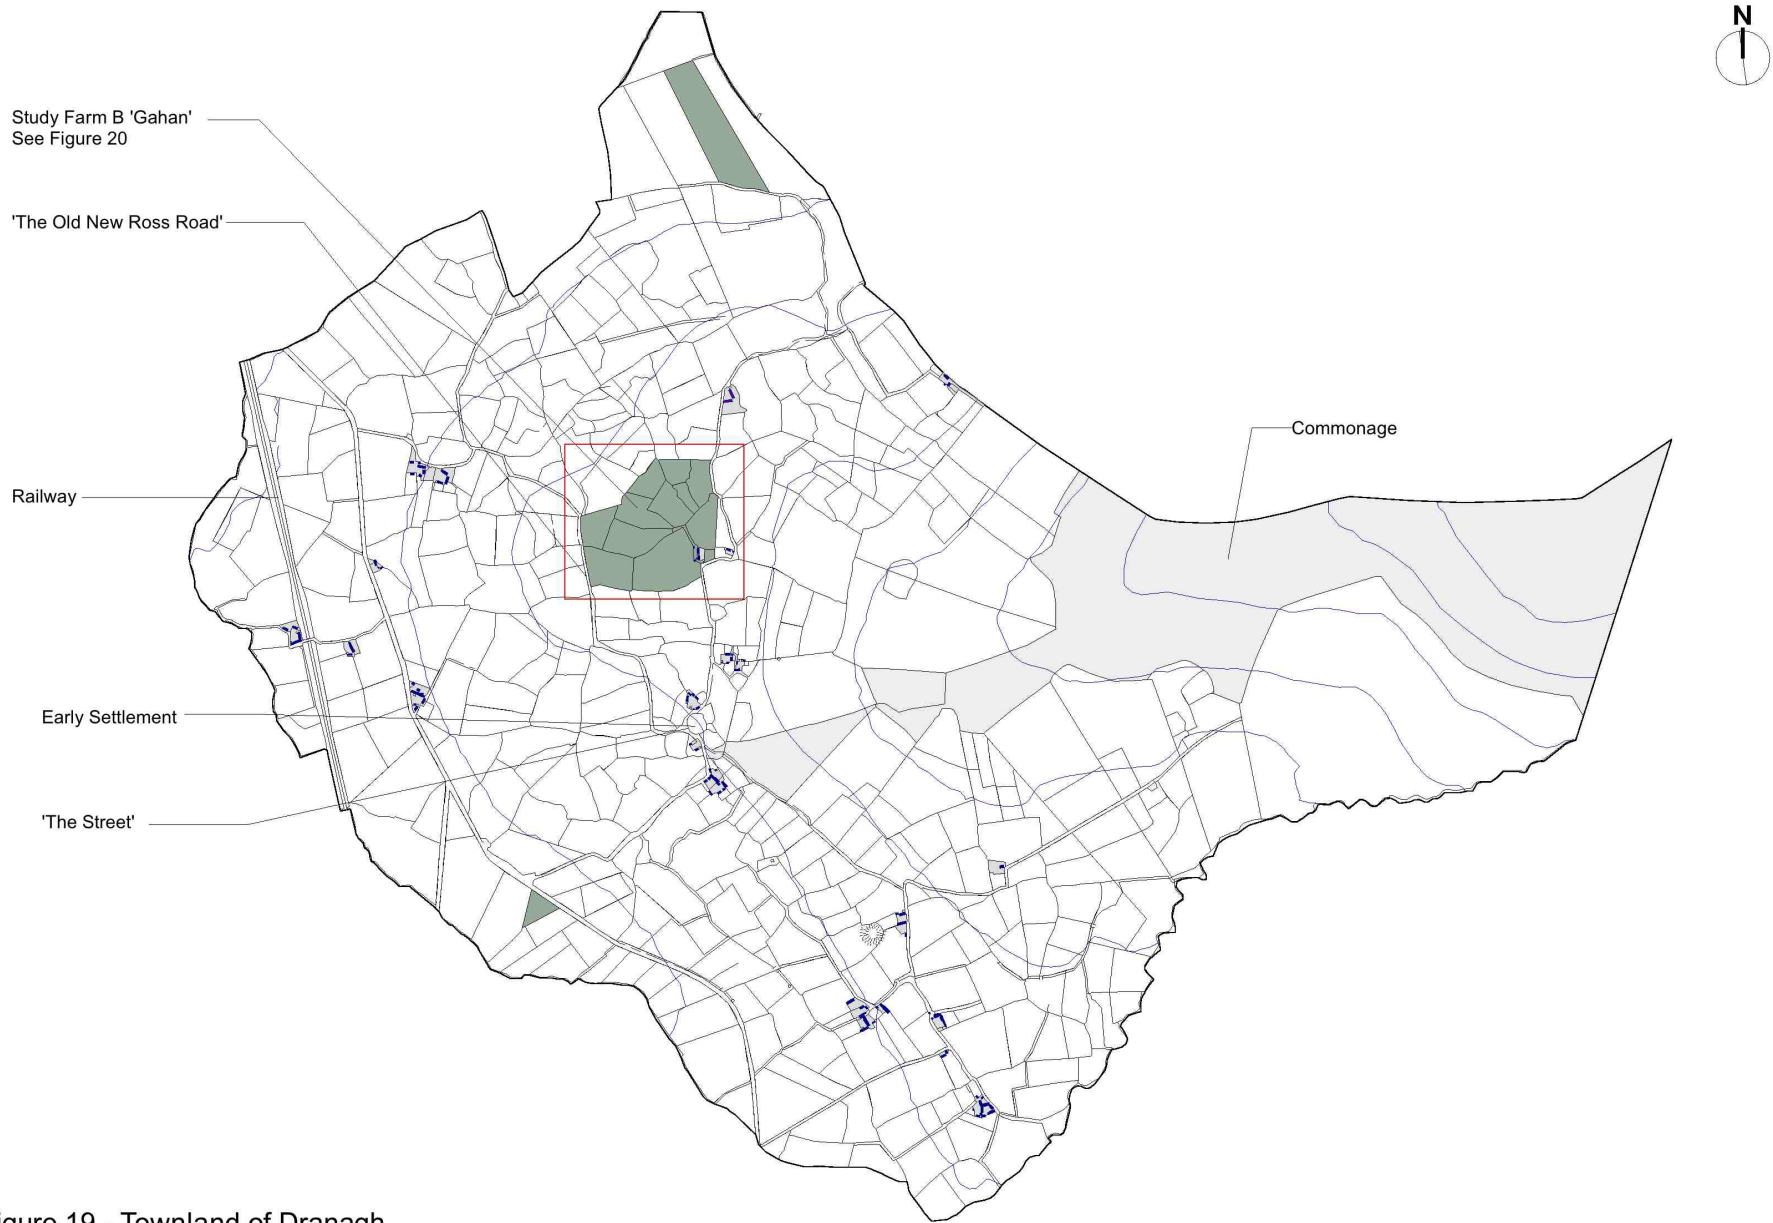 N
Study Farm B 'Gahan'
See Figure 20
'The Old New Ross Road'
Commonage
Railway
Early Settlement
'The Street'
igure 19 - Townland of Dranagh